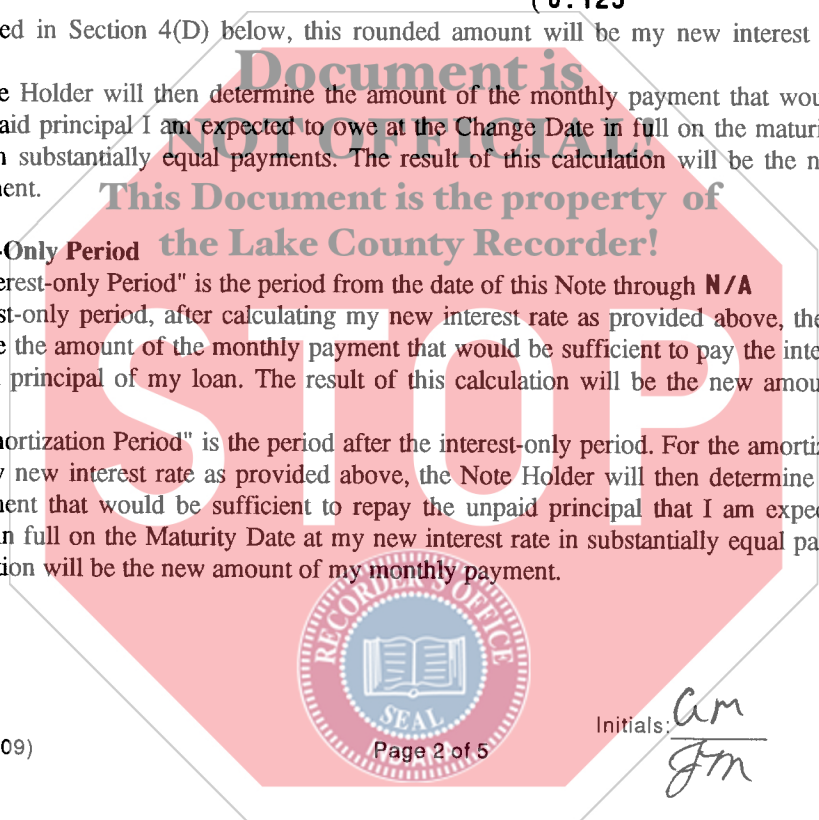 ( 0.125
ed in Section 4(D) below, this rounded amount will be my new interest
Document is
e Holder will then determine the amount of the monthly payment that wou
aid principal I am expected to owe at the Change Date in full on the maturi
NOT OFFICIAL!
n substantially equal payments. The result of this calculation will be the n
ent.
This Document is the property of
the Lake County Recorder!
-Only Period
erest-only Period" is the period from the date of this Note through N/A
st-only period, after calculating my new interest rate as provided above, the
e the amount of the monthly payment that would be sufficient to pay the inte
principal of my loan. The result of this calculation will be the new amou
STOP
ortization Period" is the period after the interest-only period. For the amortiz
y new interest rate as provided above, the Note Holder will then determine
ent that would be sufficient to repay the unpaid principal that I am expec
n full on the Maturity Date at my new interest rate in substantially equal pa
ion will be the new amount of my monthly payment.
RECORDER'S OFFICE
SEAL
Initials: am
Jm
09)
Page 2 of 5